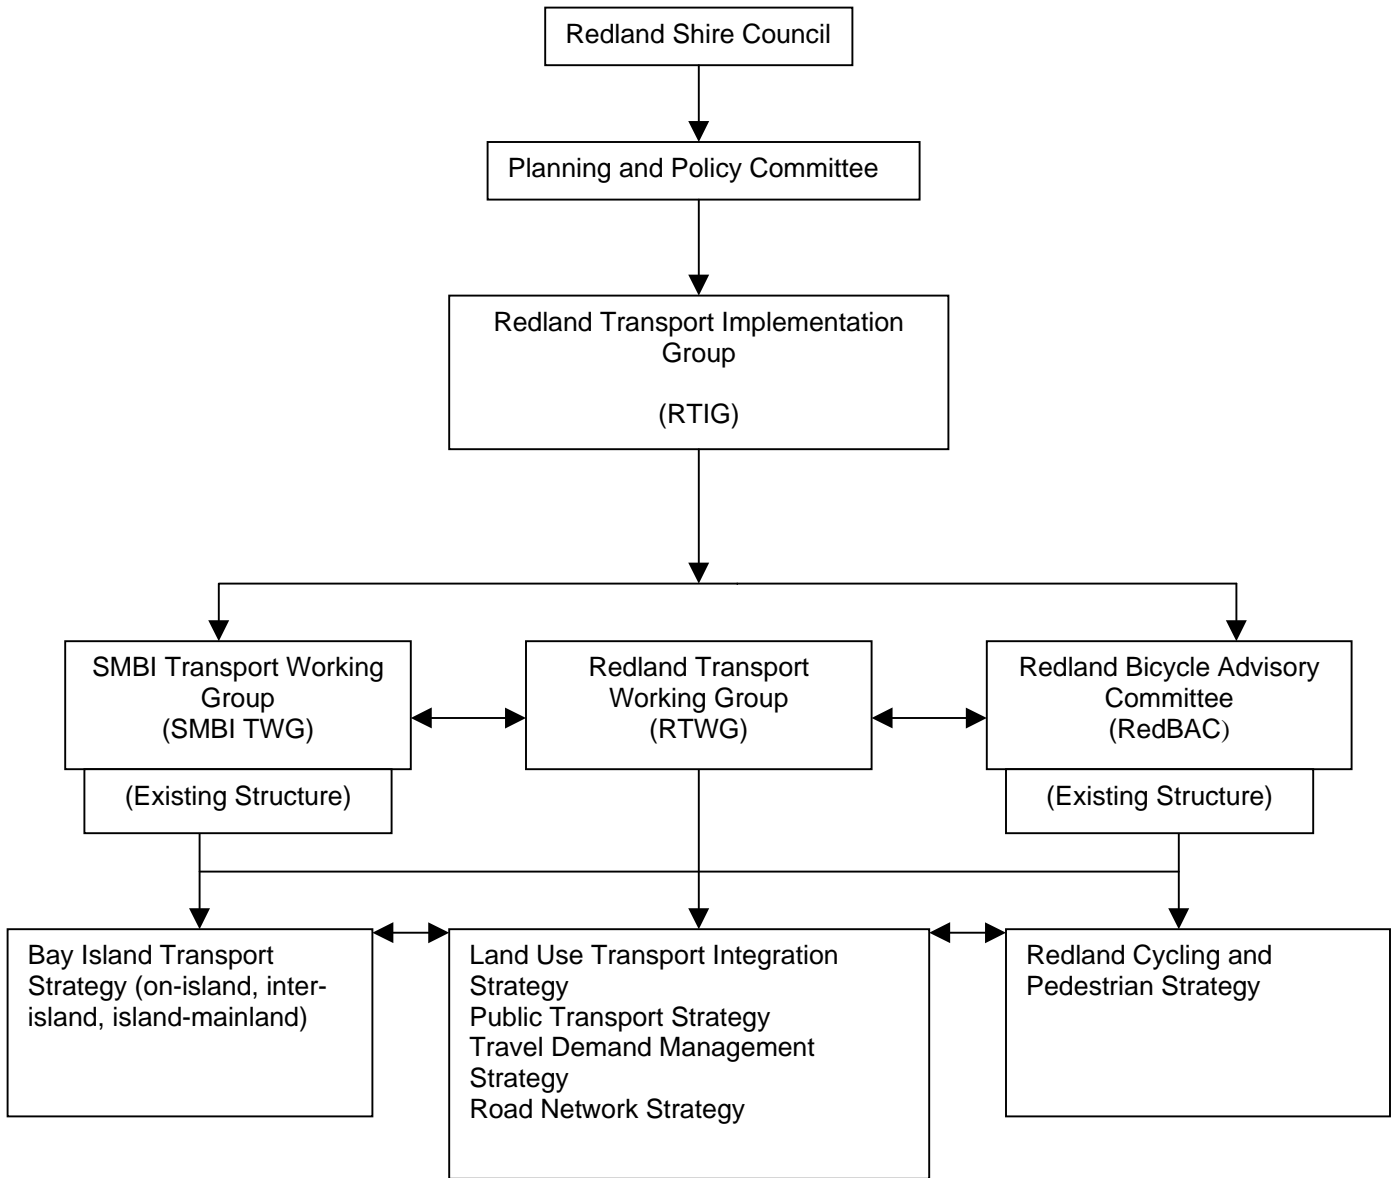 Redland Shire Council
Planning and Policy Committee
Redland Transport Implementation
Group
(RTIG)
SMBI Transport Working
Group
(SMBI TWG)
(Existing Structure)
Redland Transport
Working Group
(RTWG)
Redland Bicycle Advisory
Committee
(RedBAC)
(Existing Structure)
Bay Island Transport
Strategy (on-island, inter-
island, island-mainland)
Land Use Transport Integration
Strategy
Public Transport Strategy
Travel Demand Management
Strategy
Road Network Strategy
Redland Cycling and
Pedestrian Strategy